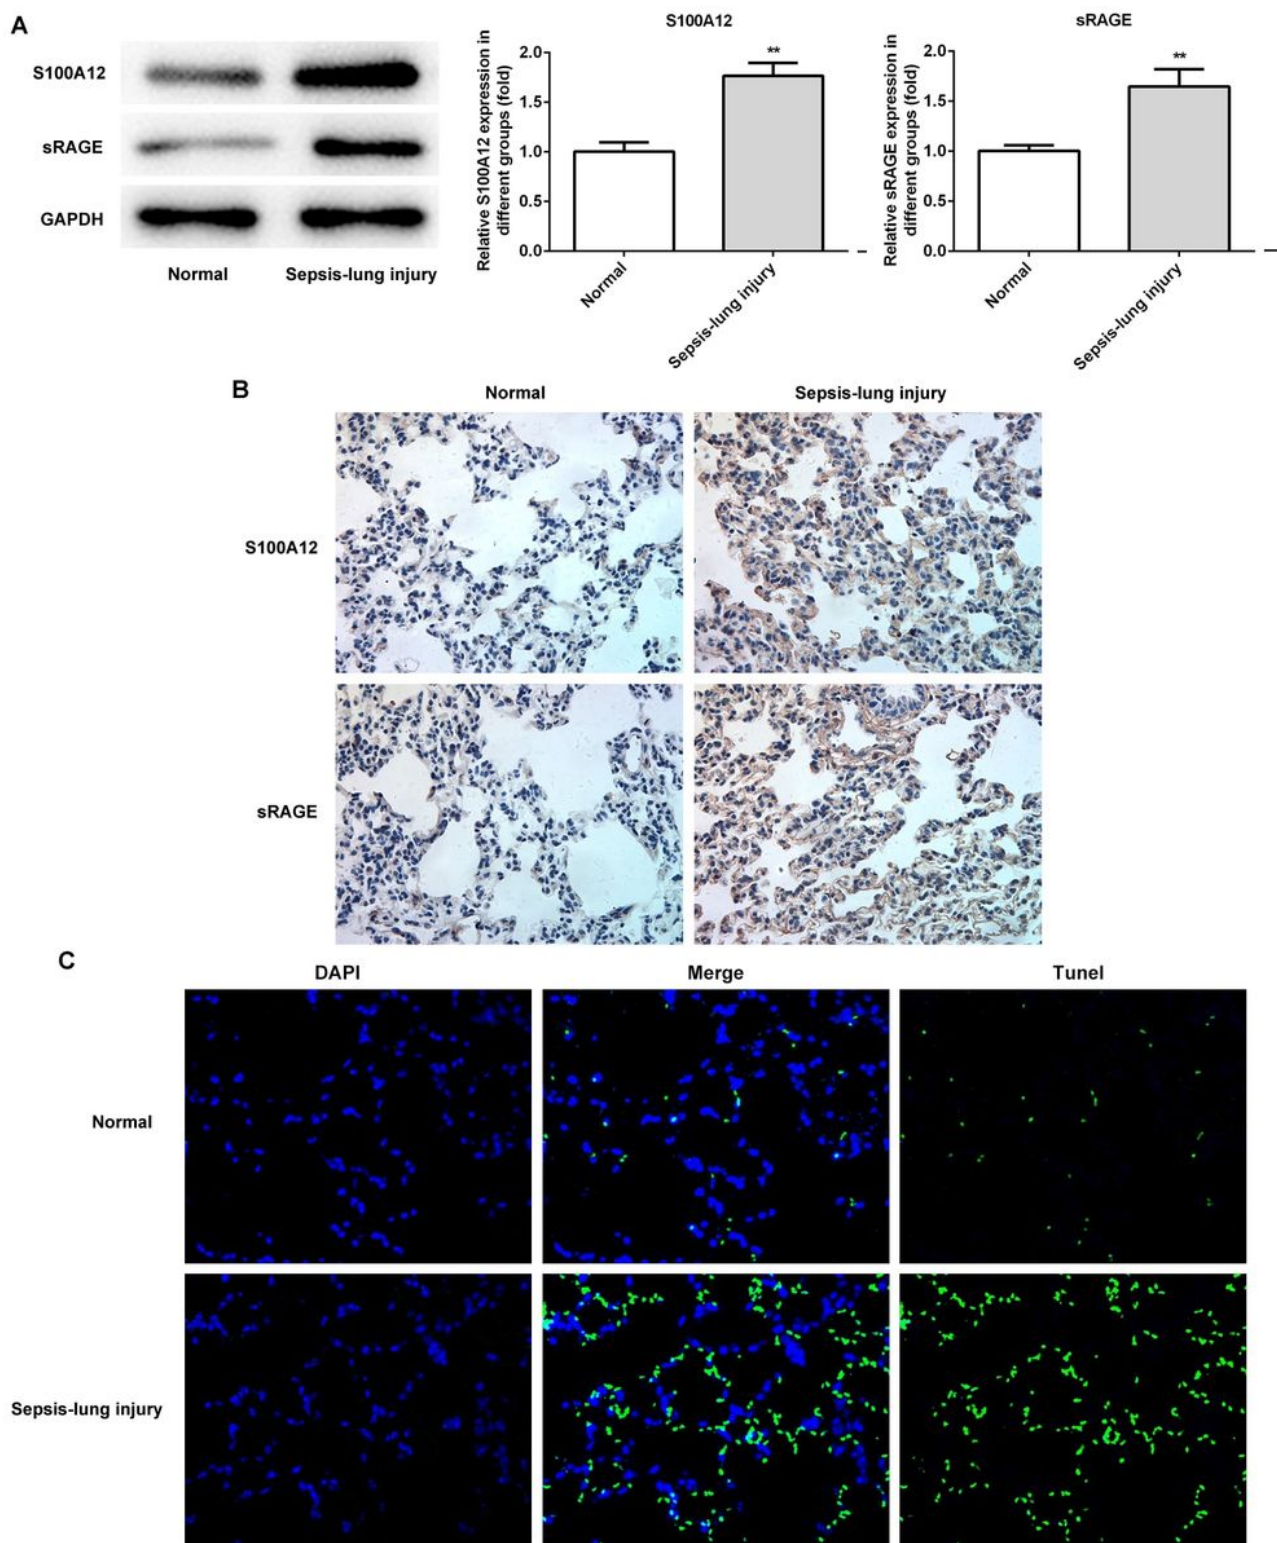 A
S100A12
sRAGE
GAPDH
Normal
Sepsis-lung injury
S100A12
Relative S100A12 expression in
different groups (fold)
2.0
1.5
1.0
0.5
0.0
**
Normal
Sepsis-lung injury
sRAGE
Relative sRAGE expression in
different groups (fold)
2.0
1.5
1.0
0.5
0.0
**
Normal
Sepsis-lung injury
B
Normal
Sepsis-lung injury
S100A12
sRAGE
C
DAPI
Merge
Tunel
Normal
Sepsis-lung injury